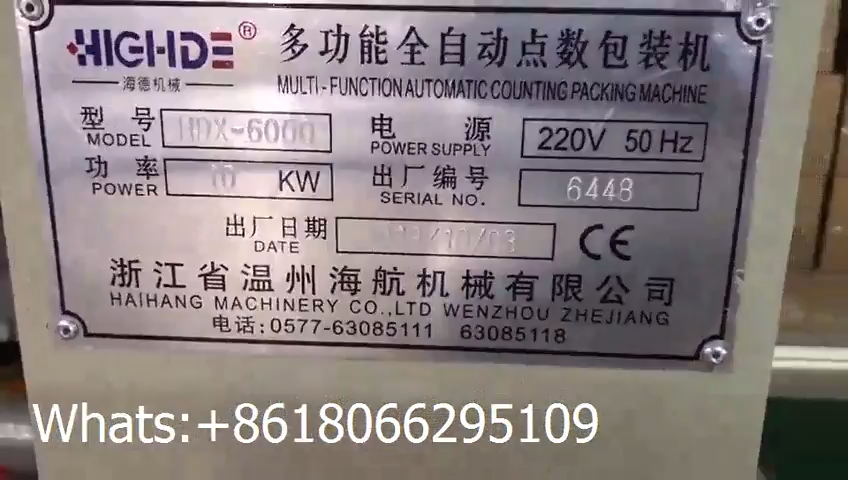 HIGHDE® 多功能全自动点数包装机
海德机械 MULTI-FUNCTION AUTOMATIC COUNTING PACKING MACHINE
型号 HDX-6000 电源 220V 50Hz
MODEL POWER SUPPLY
功率 10 KW 出厂编号 6448
POWER SERIAL NO.
出厂日期
DATE CE
浙江省温州海航机械有限公司
HAIHANG MACHINERY CO.,LTD WENZHOU ZHEJIANG
电话:0577-63085111 63085118
Whats:+8618066295109